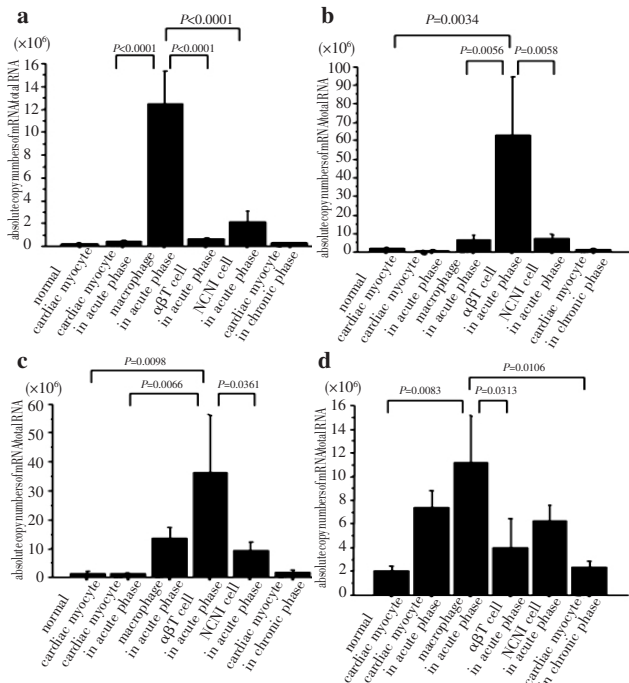 a
P<0.0001
(×10⁶)
P<0.0001 P<0.0001
16
14
12
10
8
6
4
2
0
absolute copy numbers of mRNA/total RNA
normal
cardiac myocyte
cardiac myocyte
in acute phase
macrophage
in acute phase
αβT cell
in acute phase
NCNI cell
in acute phase
cardiac myocyte
in chronic phase
b
P=0.0034
(×10⁶)
P=0.0056 P=0.0058
100
90
80
70
60
50
40
30
20
10
0
absolute copy numbers of mRNA/total RNA
normal
cardiac myocyte
cardiac myocyte
in acute phase
macrophage
in acute phase
αβT cell
in acute phase
NCNI cell
in acute phase
cardiac myocyte
in chronic phase
c
P=0.0098
(×10⁶)
P=0.0066 P=0.0361
60
50
40
30
20
10
0
absolute copy numbers of mRNA/total RNA
normal
cardiac myocyte
cardiac myocyte
in acute phase
macrophage
in acute phase
αβT cell
in acute phase
NCNI cell
in acute phase
cardiac myocyte
in chronic phase
d
P=0.0106
(×10⁶)
P=0.0083 P=0.0313
16
14
12
10
8
6
4
2
0
absolute copy numbers of mRNA/total RNA
normal
cardiac myocyte
cardiac myocyte
in acute phase
macrophage
in acute phase
αβT cell
in acute phase
NCNI cell
in acute phase
cardiac myocyte
in chronic phase